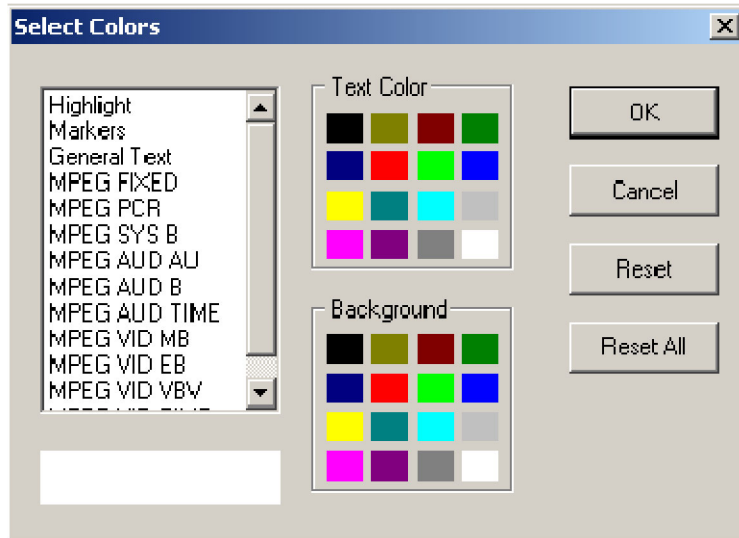 Select Colors
Highlight
Markers
General Text
MPEG FIXED
MPEG PCR
MPEG SYS B
MPEG AUD AU
MPEG AUD B
MPEG AUD TIME
MPEG VID MB
MPEG VID EB
MPEG VID VBV
Text Color
Background
OK
Cancel
Reset
Reset All